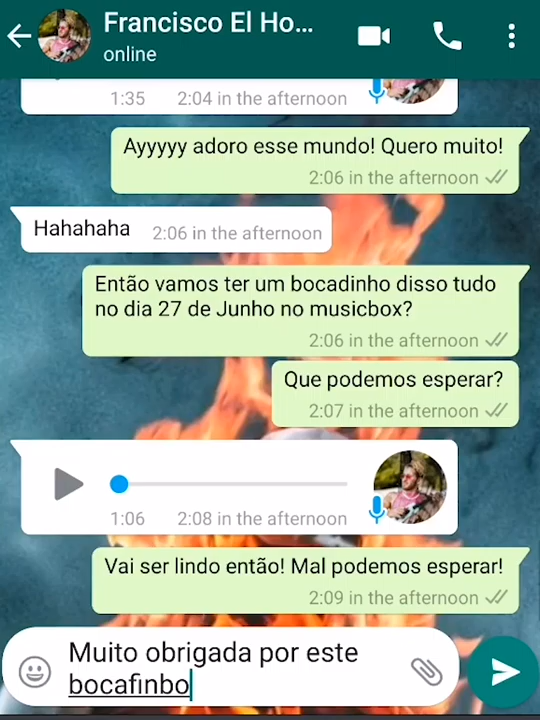 Francisco El Ho...
online
1:35 2:04 in the afternoon
Ayyyyy adoro esse mundo! Quero muito!
2:06 in the afternoon
Hahahaha 2:06 in the afternoon
Então vamos ter um bocadinho disso tudo
no dia 27 de Junho no musicbox?
2:06 in the afternoon
Que podemos esperar?
2:07 in the afternoon
1:06 2:08 in the afternoon
Vai ser lindo então! Mal podemos esperar!
2:09 in the afternoon
Muito obrigada por este
bocafinbo